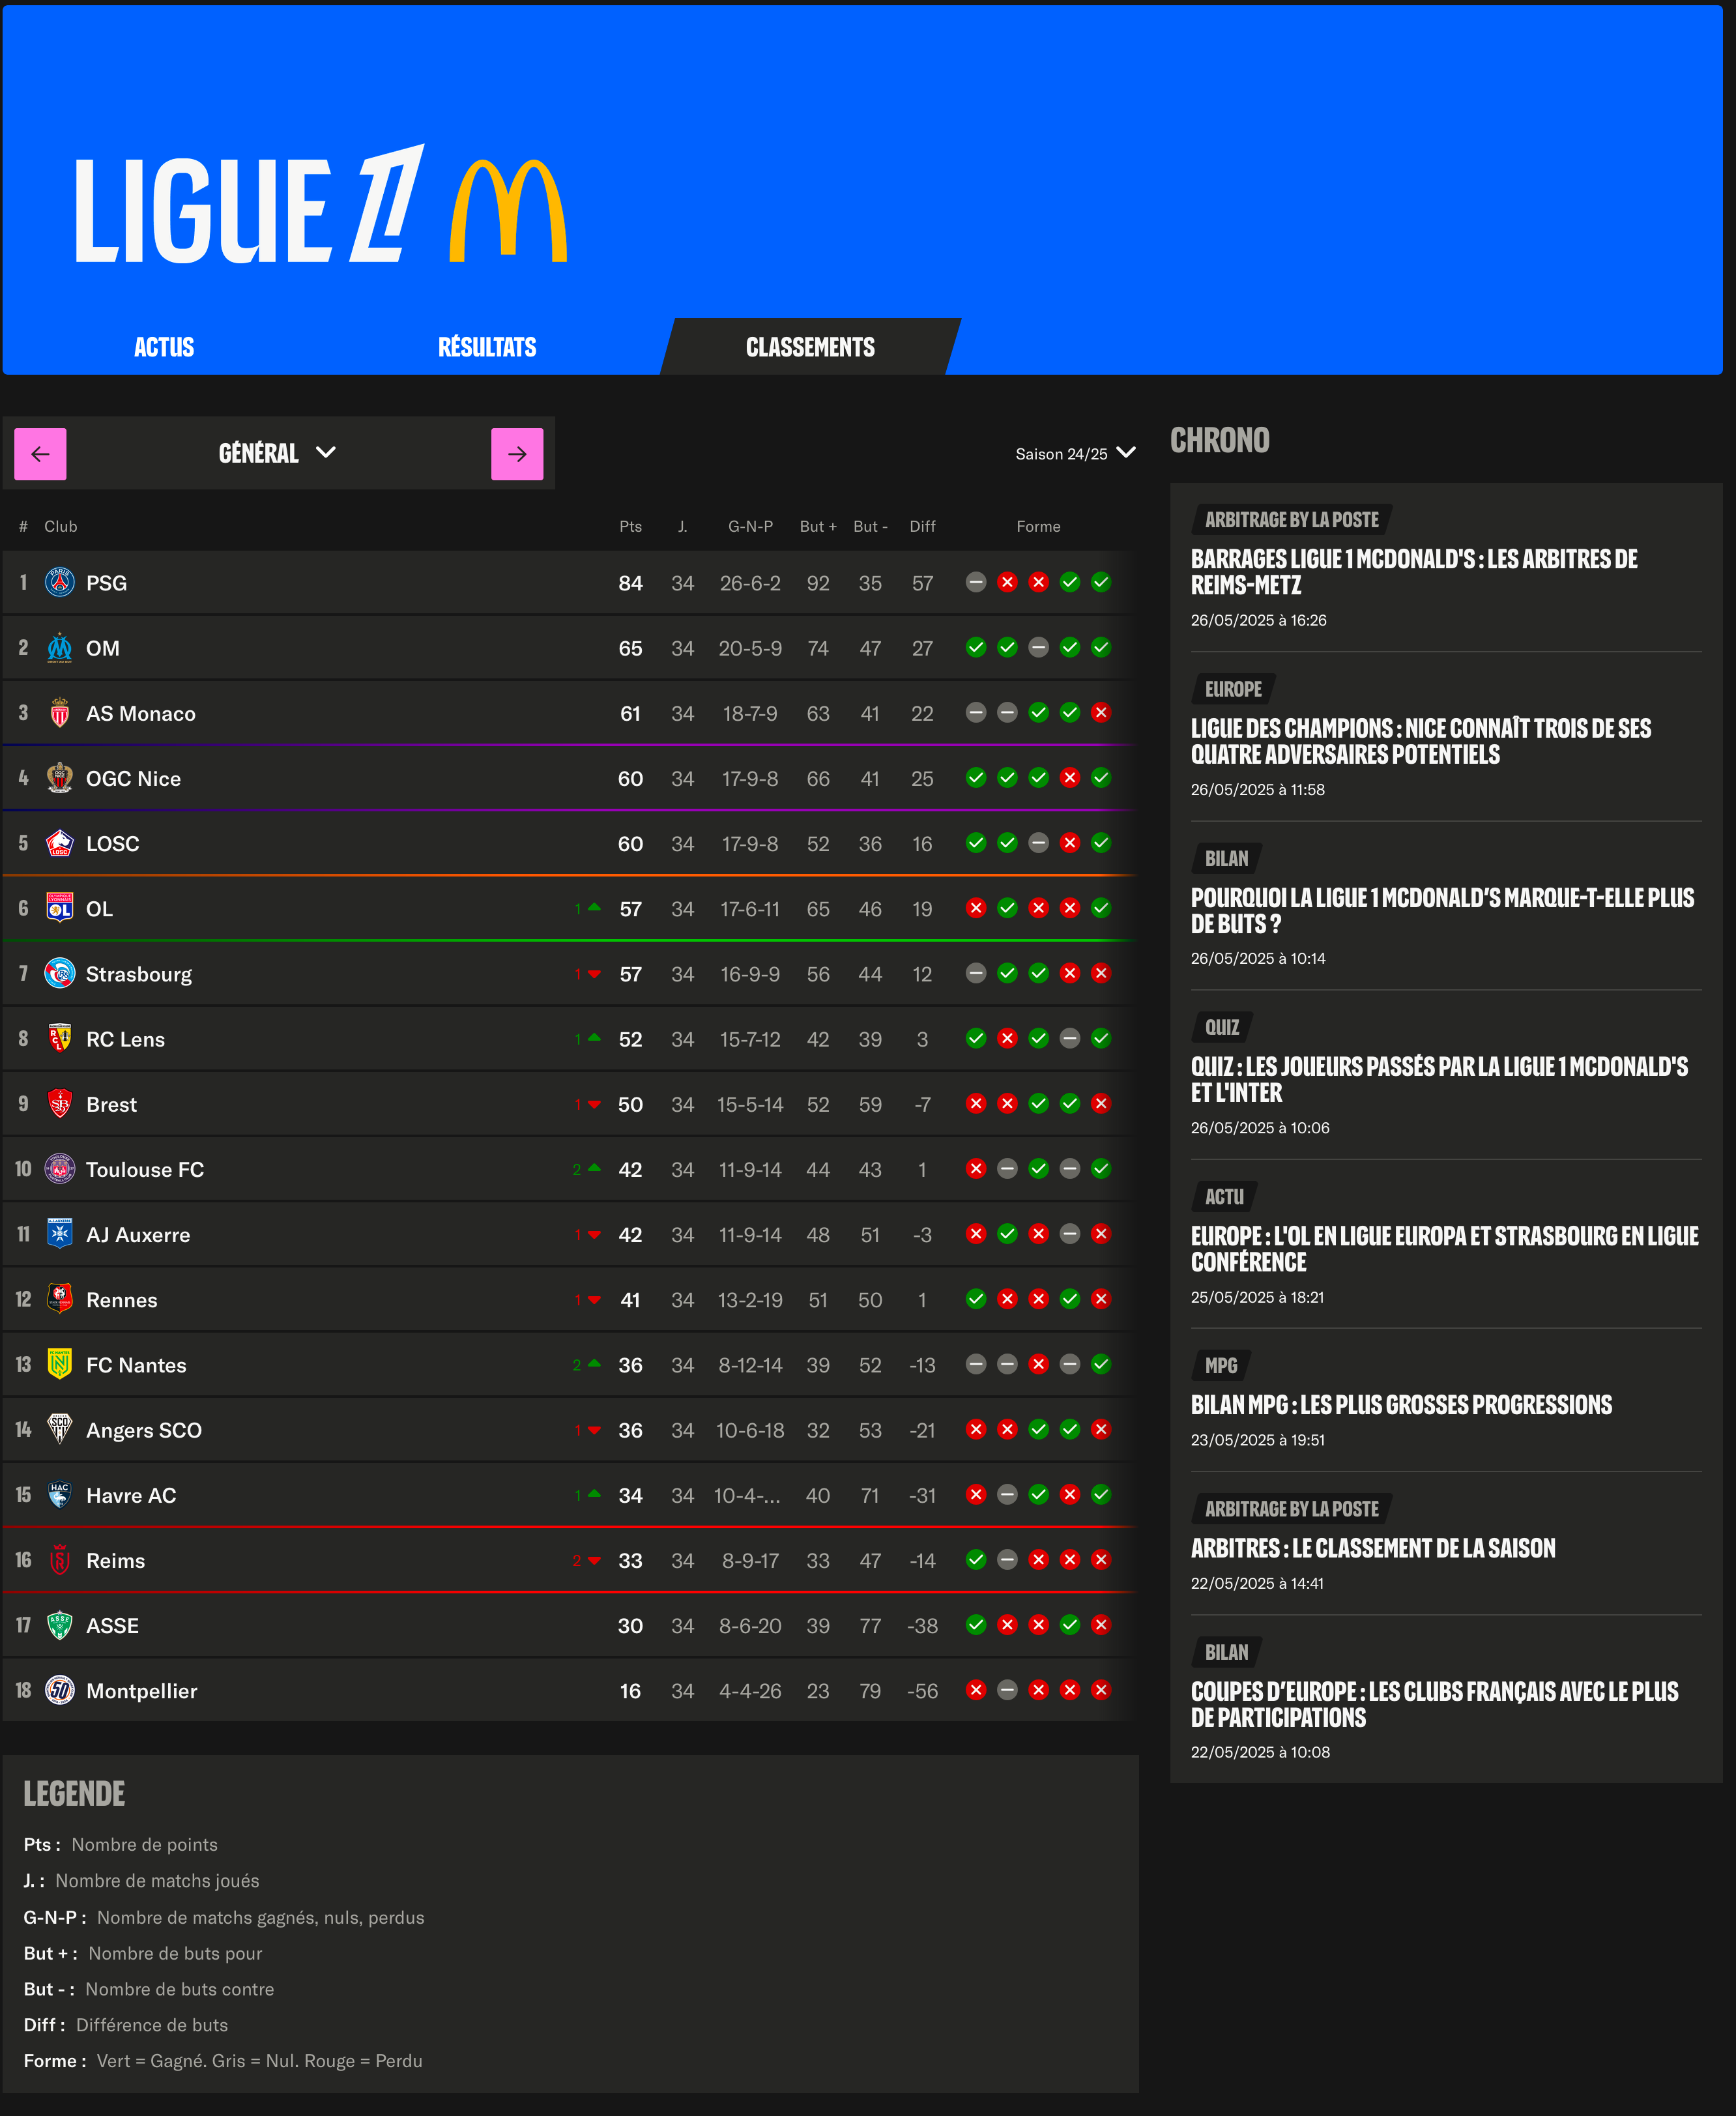 LIGUE 1
ACTUS RÉSULTATS CLASSEMENTS
GÉNÉRAL
Saison 24/25
# Club Pts J. G-N-P But + But - Diff Forme
1 PSG 84 34 26-6-2 92 35 57
2 OM 65 34 20-5-9 74 47 27
3 AS Monaco 61 34 18-7-9 63 41 22
4 OGC Nice 60 34 17-9-8 66 41 25
5 LOSC 60 34 17-9-8 52 36 16
6 OL 1 57 34 17-6-11 65 46 19
7 Strasbourg 1 57 34 16-9-9 56 44 12
8 RC Lens 1 52 34 15-7-12 42 39 3
9 Brest 1 50 34 15-5-14 52 59 -7
10 Toulouse FC 2 42 34 11-9-14 44 43 1
11 AJ Auxerre 1 42 34 11-9-14 48 51 -3
12 Rennes 1 41 34 13-2-19 51 50 1
13 FC Nantes 2 36 34 8-12-14 39 52 -13
14 Angers SCO 1 36 34 10-6-18 32 53 -21
15 Havre AC 1 34 34 10-4-... 40 71 -31
16 Reims 2 33 34 8-9-17 33 47 -14
17 ASSE 30 34 8-6-20 39 77 -38
18 Montpellier 16 34 4-4-26 23 79 -56
LEGENDE
Pts : Nombre de points
J. : Nombre de matchs joués
G-N-P : Nombre de matchs gagnés, nuls, perdus
But + : Nombre de buts pour
But - : Nombre de buts contre
Diff : Différence de buts
Forme : Vert = Gagné. Gris = Nul. Rouge = Perdu
CHRONO
ARBITRAGE BY LA POSTE
BARRAGES LIGUE 1 MCDONALD'S : LES ARBITRES DE
REIMS-METZ
26/05/2025 à 16:26
EUROPE
LIGUE DES CHAMPIONS : NICE CONNAÎT TROIS DE SES
QUATRE ADVERSAIRES POTENTIELS
26/05/2025 à 11:58
BILAN
POURQUOI LA LIGUE 1 MCDONALD’S MARQUE-T-ELLE PLUS
DE BUTS ?
26/05/2025 à 10:14
QUIZ
QUIZ : LES JOUEURS PASSÉS PAR LA LIGUE 1 MCDONALD'S
ET L'INTER
26/05/2025 à 10:06
ACTU
EUROPE : L'OL EN LIGUE EUROPA ET STRASBOURG EN LIGUE
CONFÉRENCE
25/05/2025 à 18:21
MPG
BILAN MPG : LES PLUS GROSSES PROGRESSIONS
23/05/2025 à 19:51
ARBITRAGE BY LA POSTE
ARBITRES : LE CLASSEMENT DE LA SAISON
22/05/2025 à 14:41
BILAN
COUPES D’EUROPE : LES CLUBS FRANÇAIS AVEC LE PLUS
DE PARTICIPATIONS
22/05/2025 à 10:08